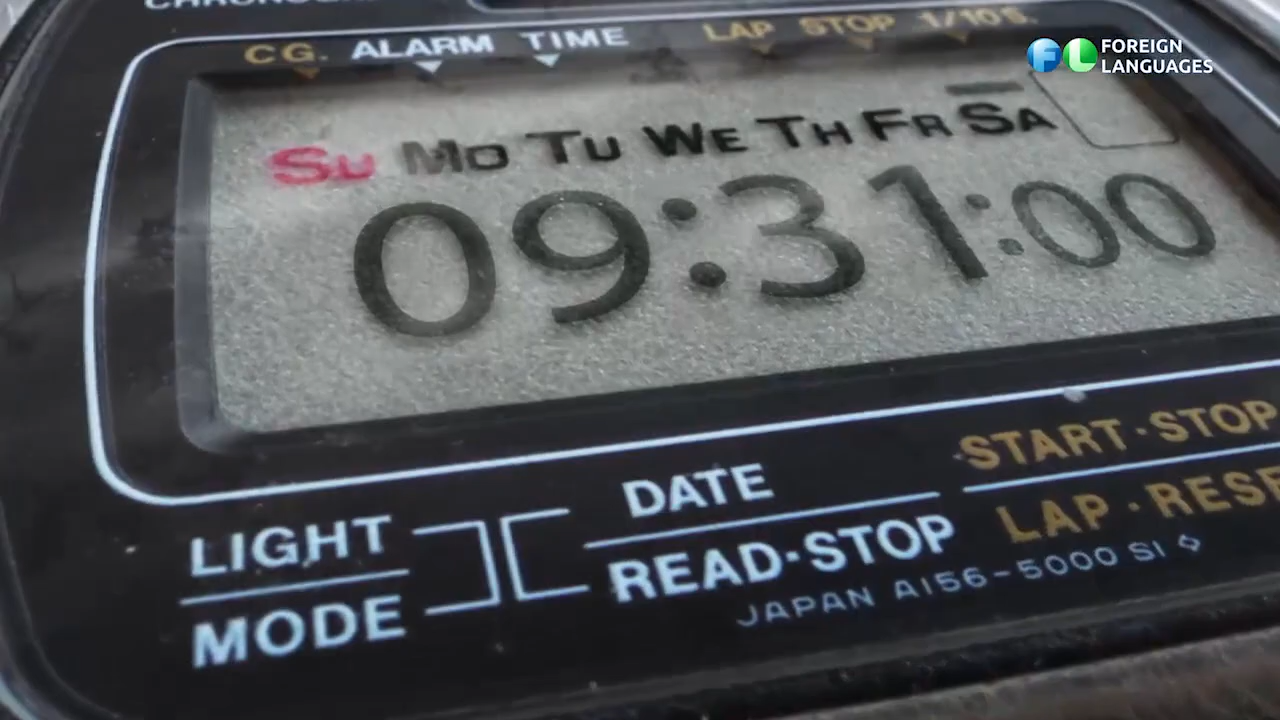 CG. ALARM TIME LAP STOP 1/10S.
FOREIGN
LANGUAGES
SU MO TU WE TH FR SA
09:31:00
DATE
START·STOP
LIGHT
READ·STOP
LAP·RESE
MODE
JAPAN A156-5000 SI